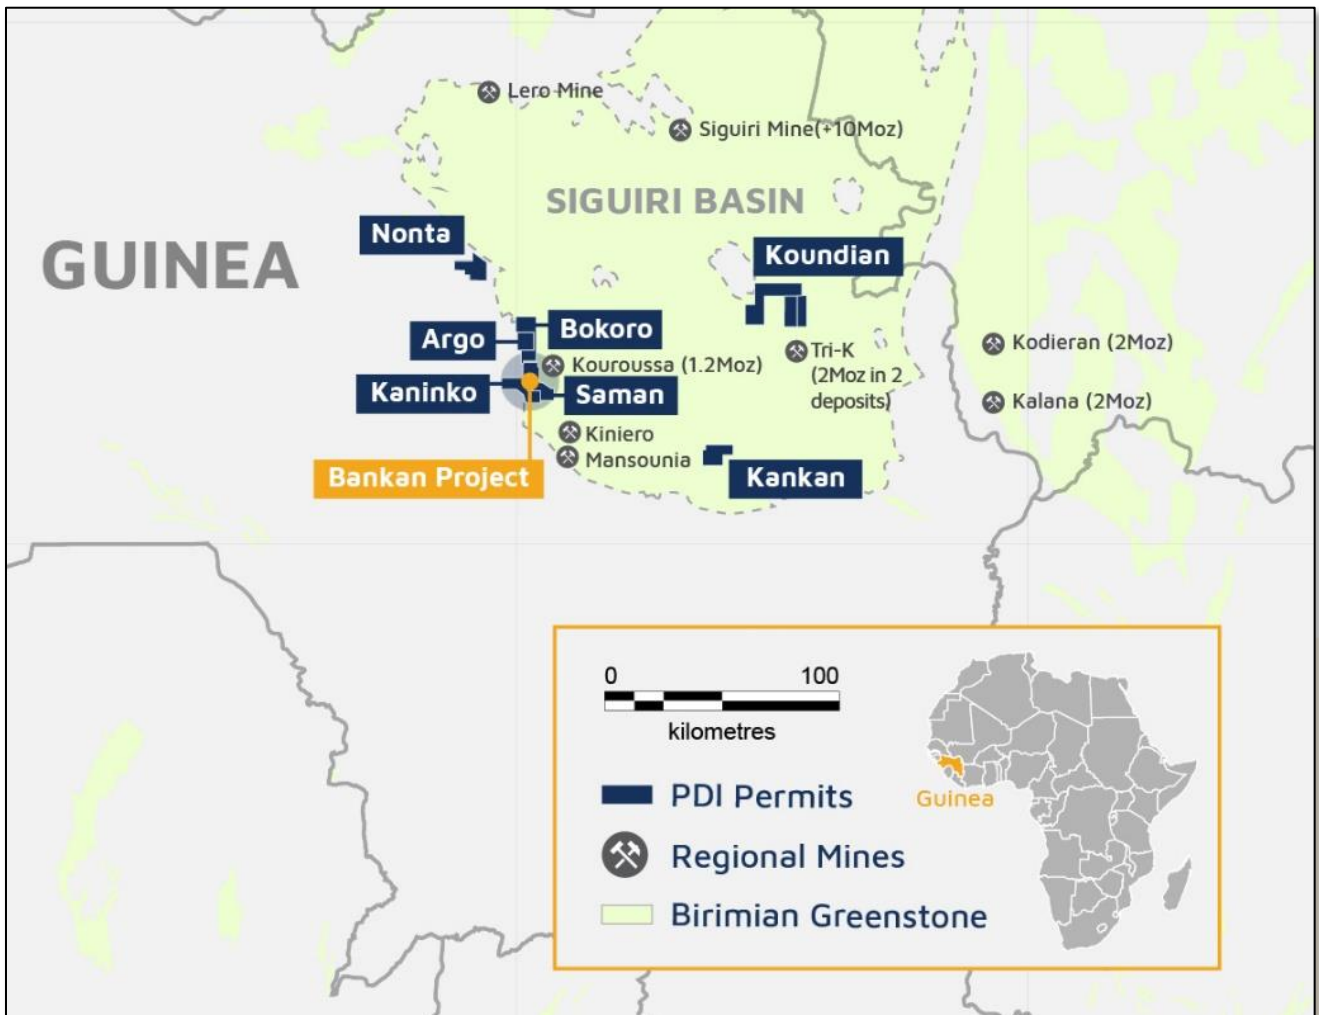 Lero Mine
Siguiri Mine(+10Moz)
SIGUIRI BASIN
GUINEA
Nonta
Koundian
Bokoro
Argo
Kouroussa (1.2Moz)
Tri-K
(2Moz in 2
deposits)
Kodieran (2Moz)
Kaninko
Saman
Kalana (2Moz)
Kiniero
Mansounia
Bankan Project
Kankan
0 100
kilometres
PDI Permits
Regional Mines
Birimian Greenstone
Guinea